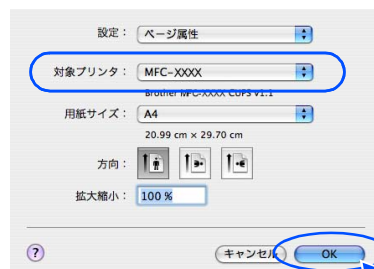 設定： ページ属性
対象プリンタ： MFC-XXXX
Brother MFC-XXXX CUPS v1.1
用紙サイズ： A4
20.99 cm × 29.70 cm
方向：
拡大縮小： 100 %
? キャンセル OK